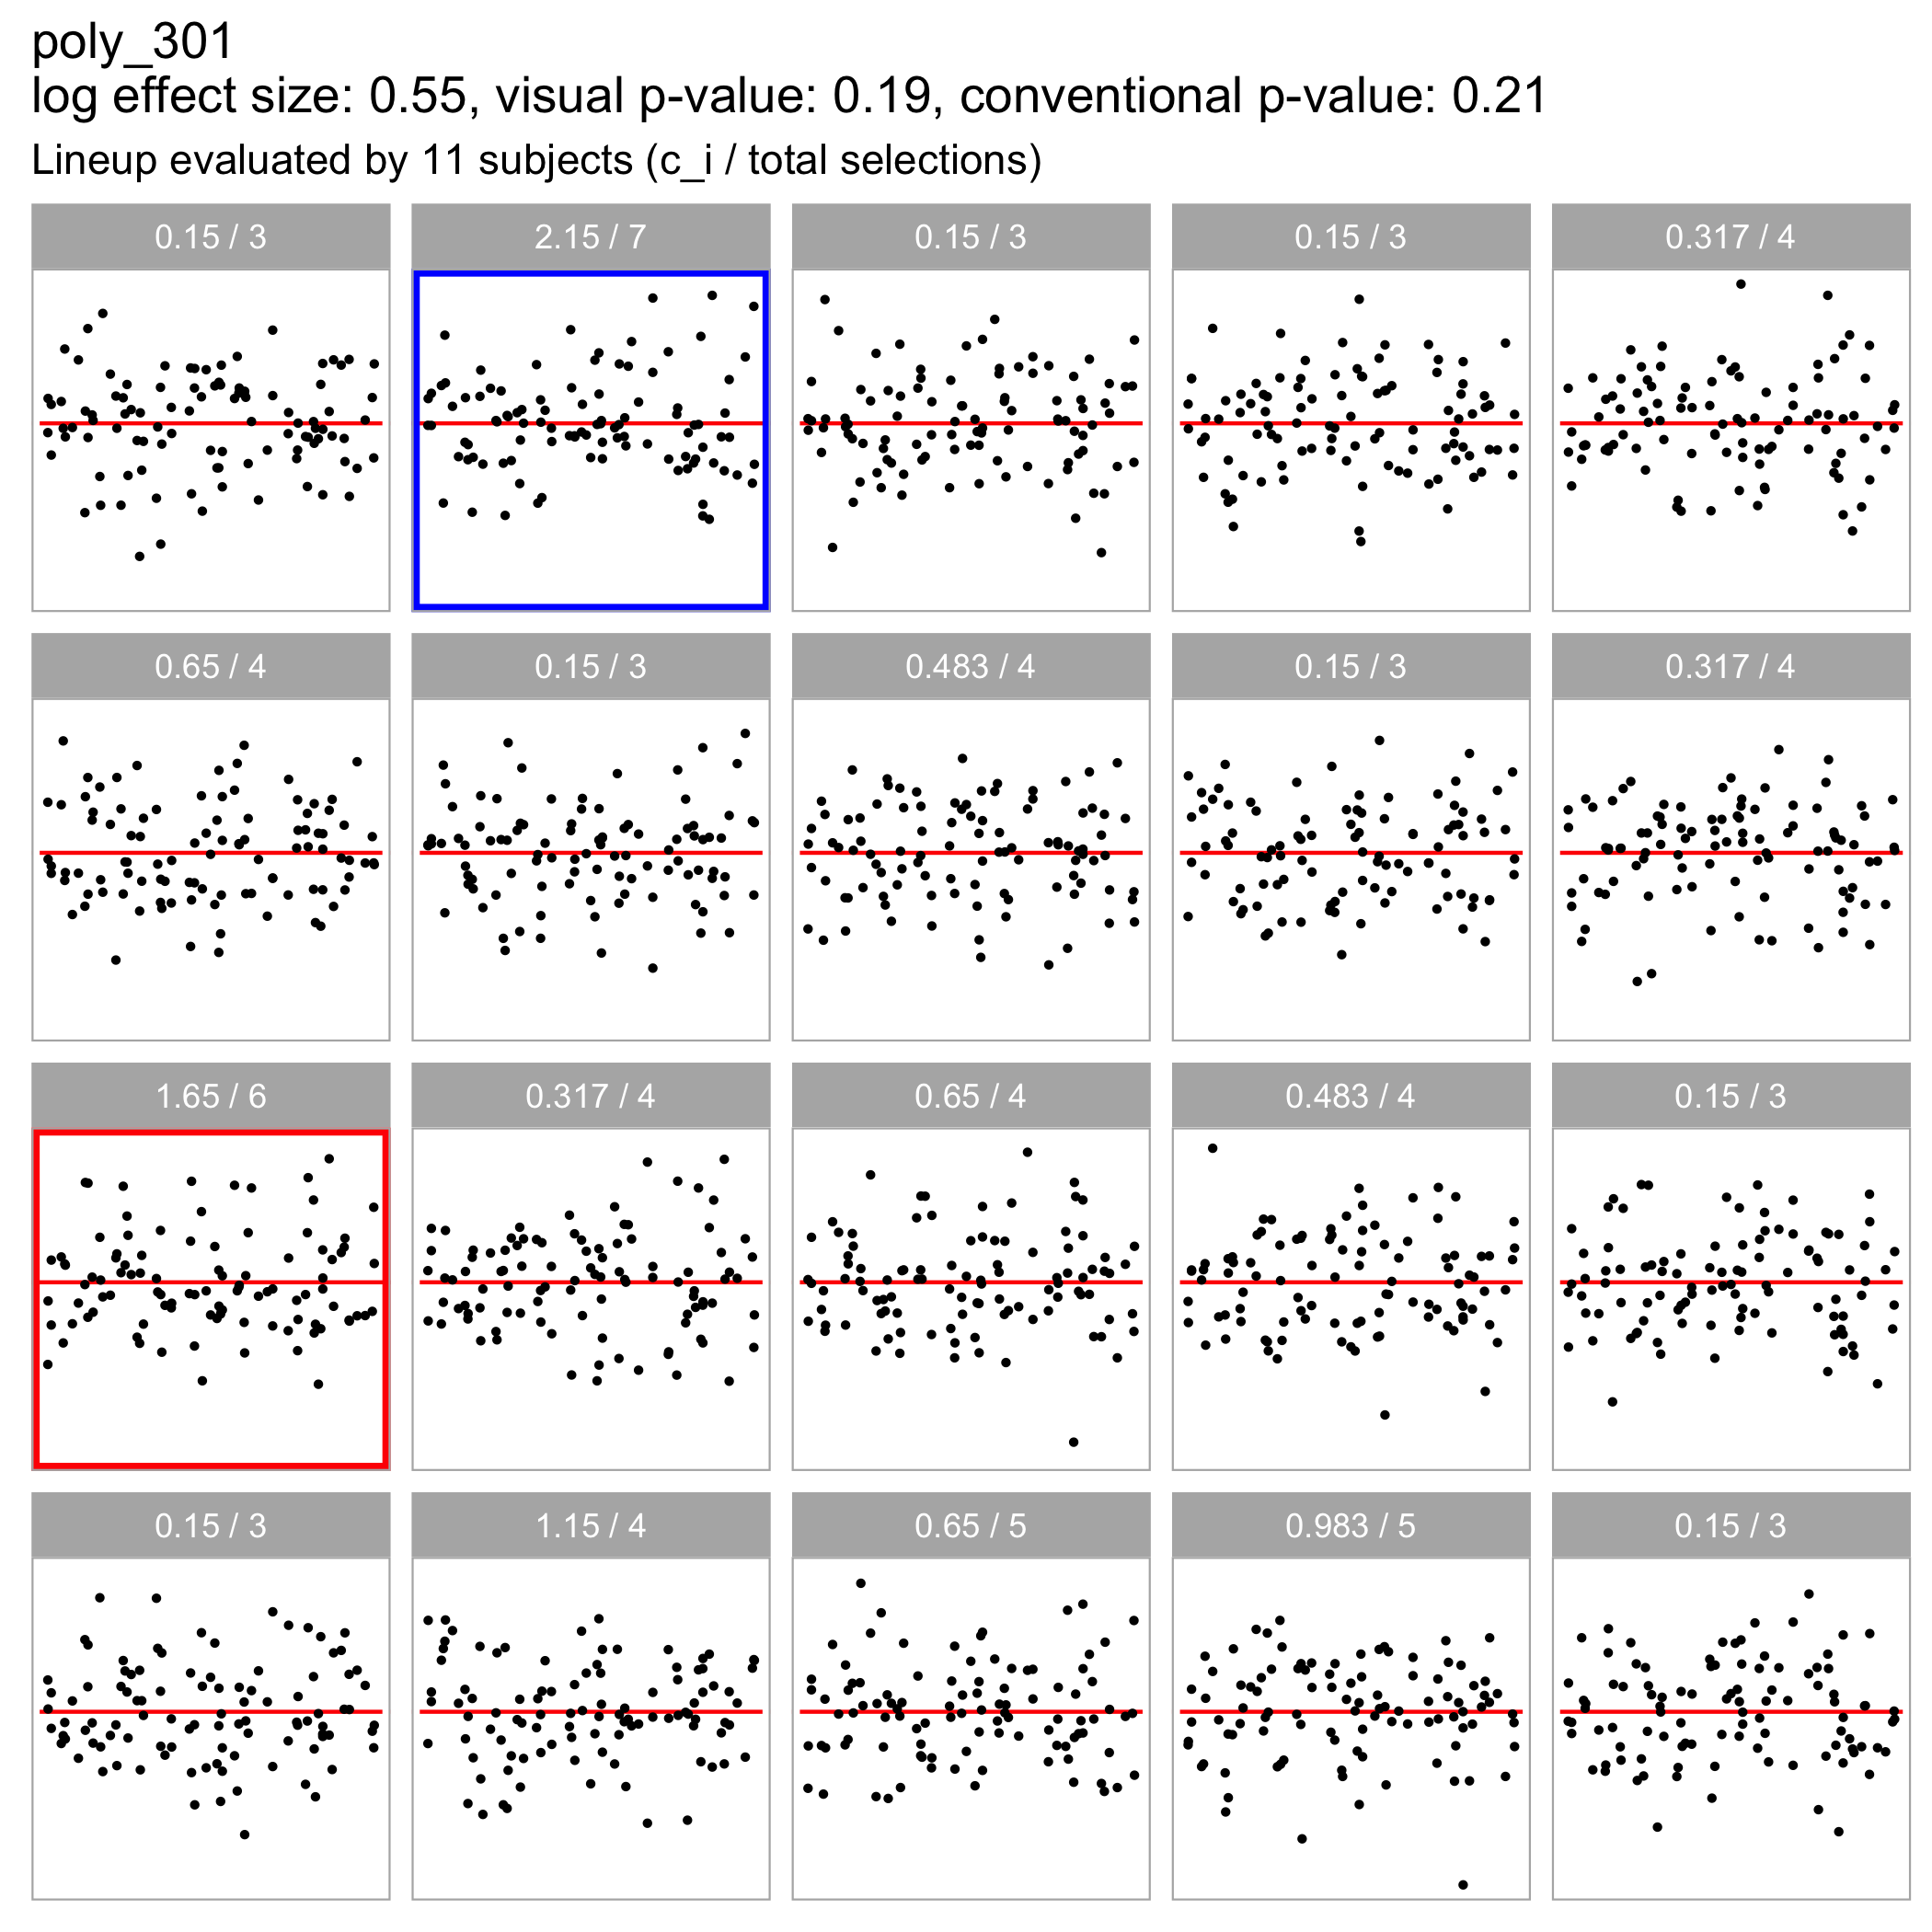 poly_301
log effect size: 0.55, visual p-value: 0.19, conventional p-value: 0.21
Lineup evaluated by 11 subjects (c_i / total selections)
0.15 / 3
2.15 / 7
0.15 / 3
0.15 / 3
0.317 / 4
0.65 / 4
0.15 / 3
0.483 / 4
0.15 / 3
0.317 / 4
1.65 / 6
0.317 / 4
0.65 / 4
0.483 / 4
0.15 / 3
0.15 / 3
1.15 / 4
0.65 / 5
0.983 / 5
0.15 / 3